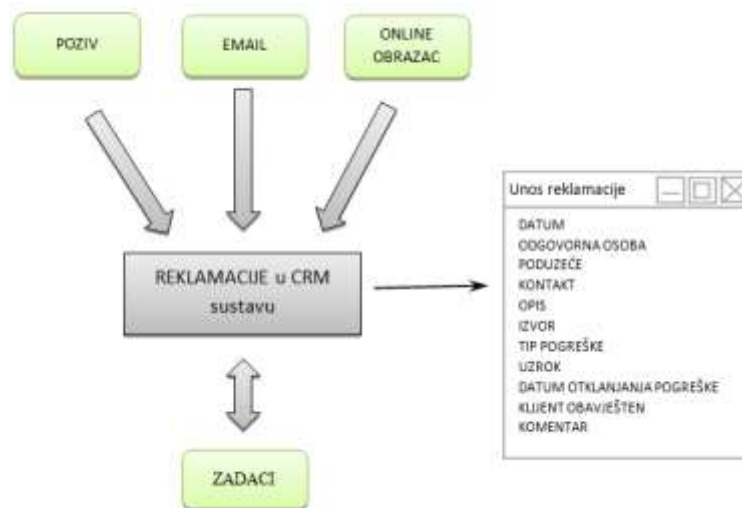 POZIV
EMAIL
ONLINE
OBRAZAC
REKLAMACIJE u CRM
sustavu
ZADACI
Unos reklamacije
DATUM
ODGOVORNA OSOBA
PODUZEĆE
KONTAKT
OPIS
IZVOR
TIP POGREŠKE
UZROK
DATUM OTKLANJANJA POGREŠKE
KLIJENT OBAVJEŠTEN
KOMENTAR